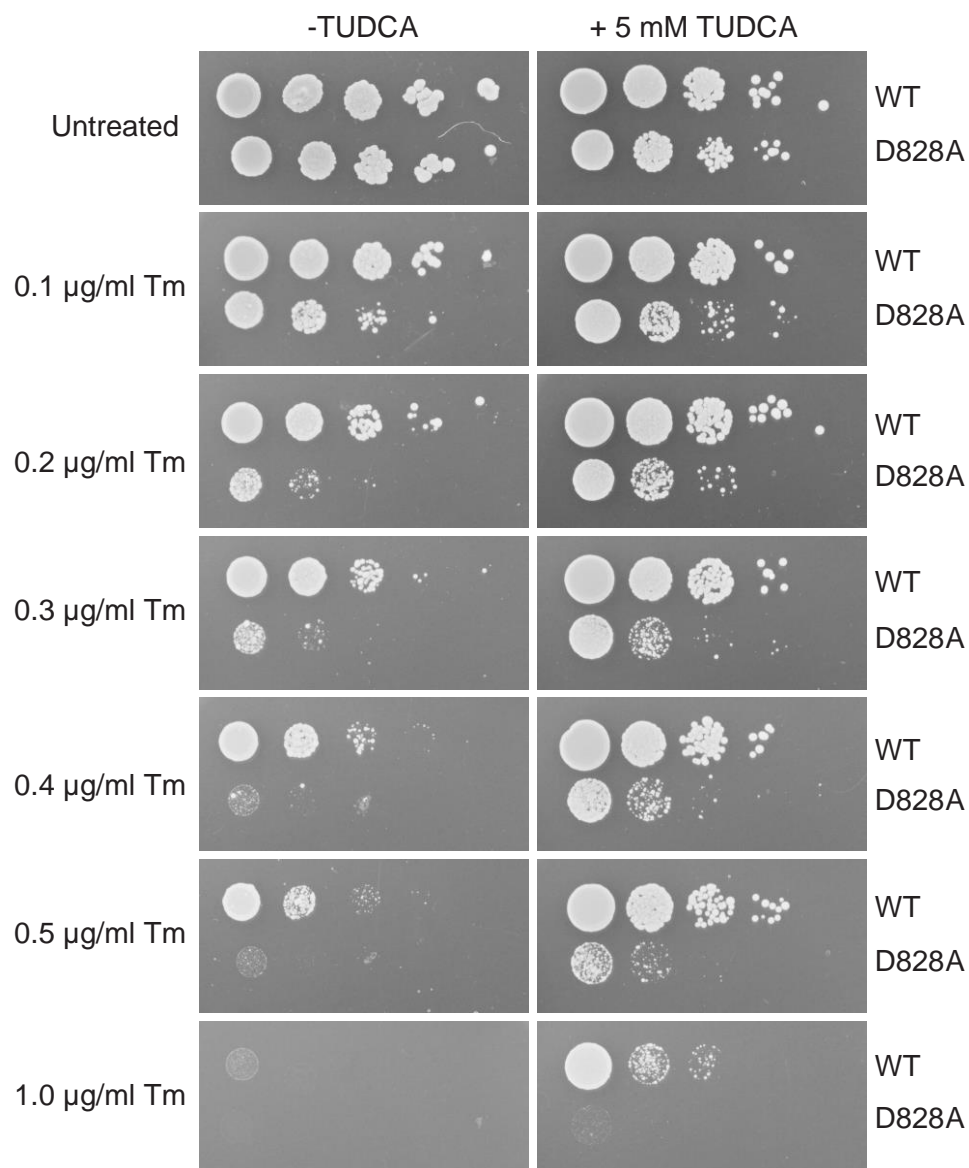 -TUDCA
+ 5 mM TUDCA
Untreated
WT
D828A
0.1 µg/ml Tm
WT
D828A
0.2 µg/ml Tm
WT
D828A
0.3 µg/ml Tm
WT
D828A
0.4 µg/ml Tm
WT
D828A
0.5 µg/ml Tm
WT
D828A
1.0 µg/ml Tm
WT
D828A